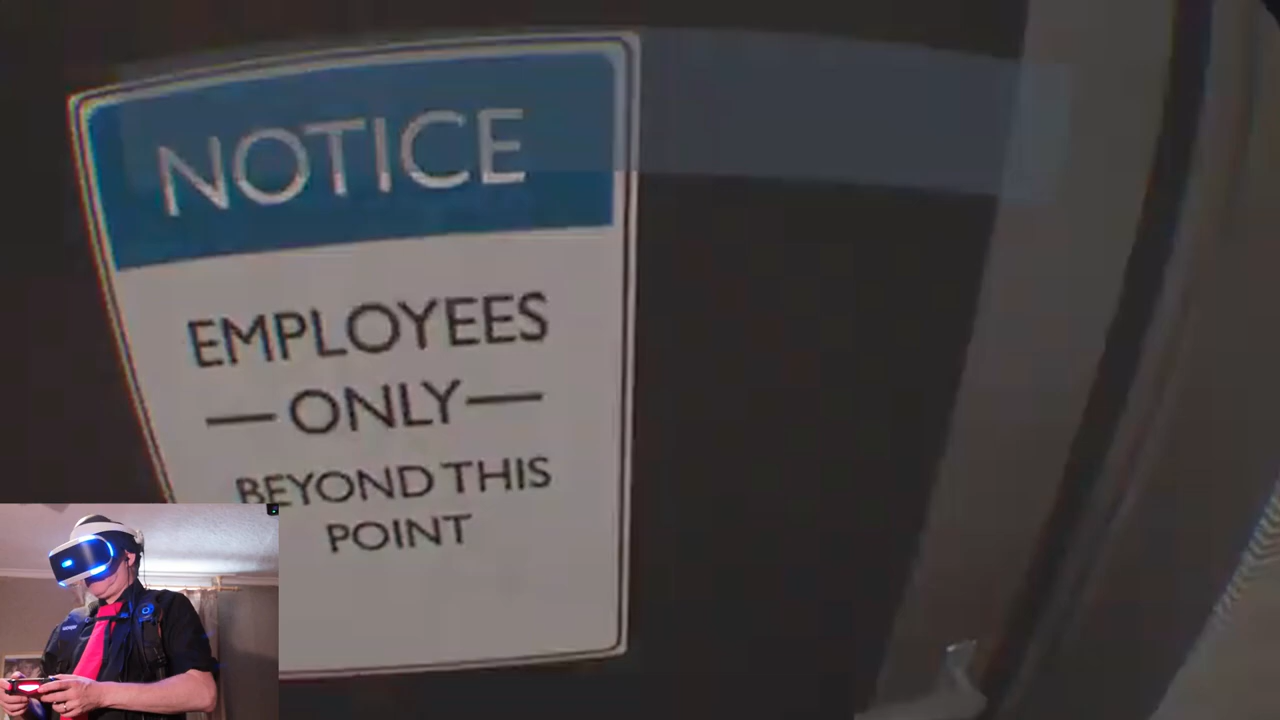 NOTICE
EMPLOYEES
—ONLY—
BEYOND THIS
POINT